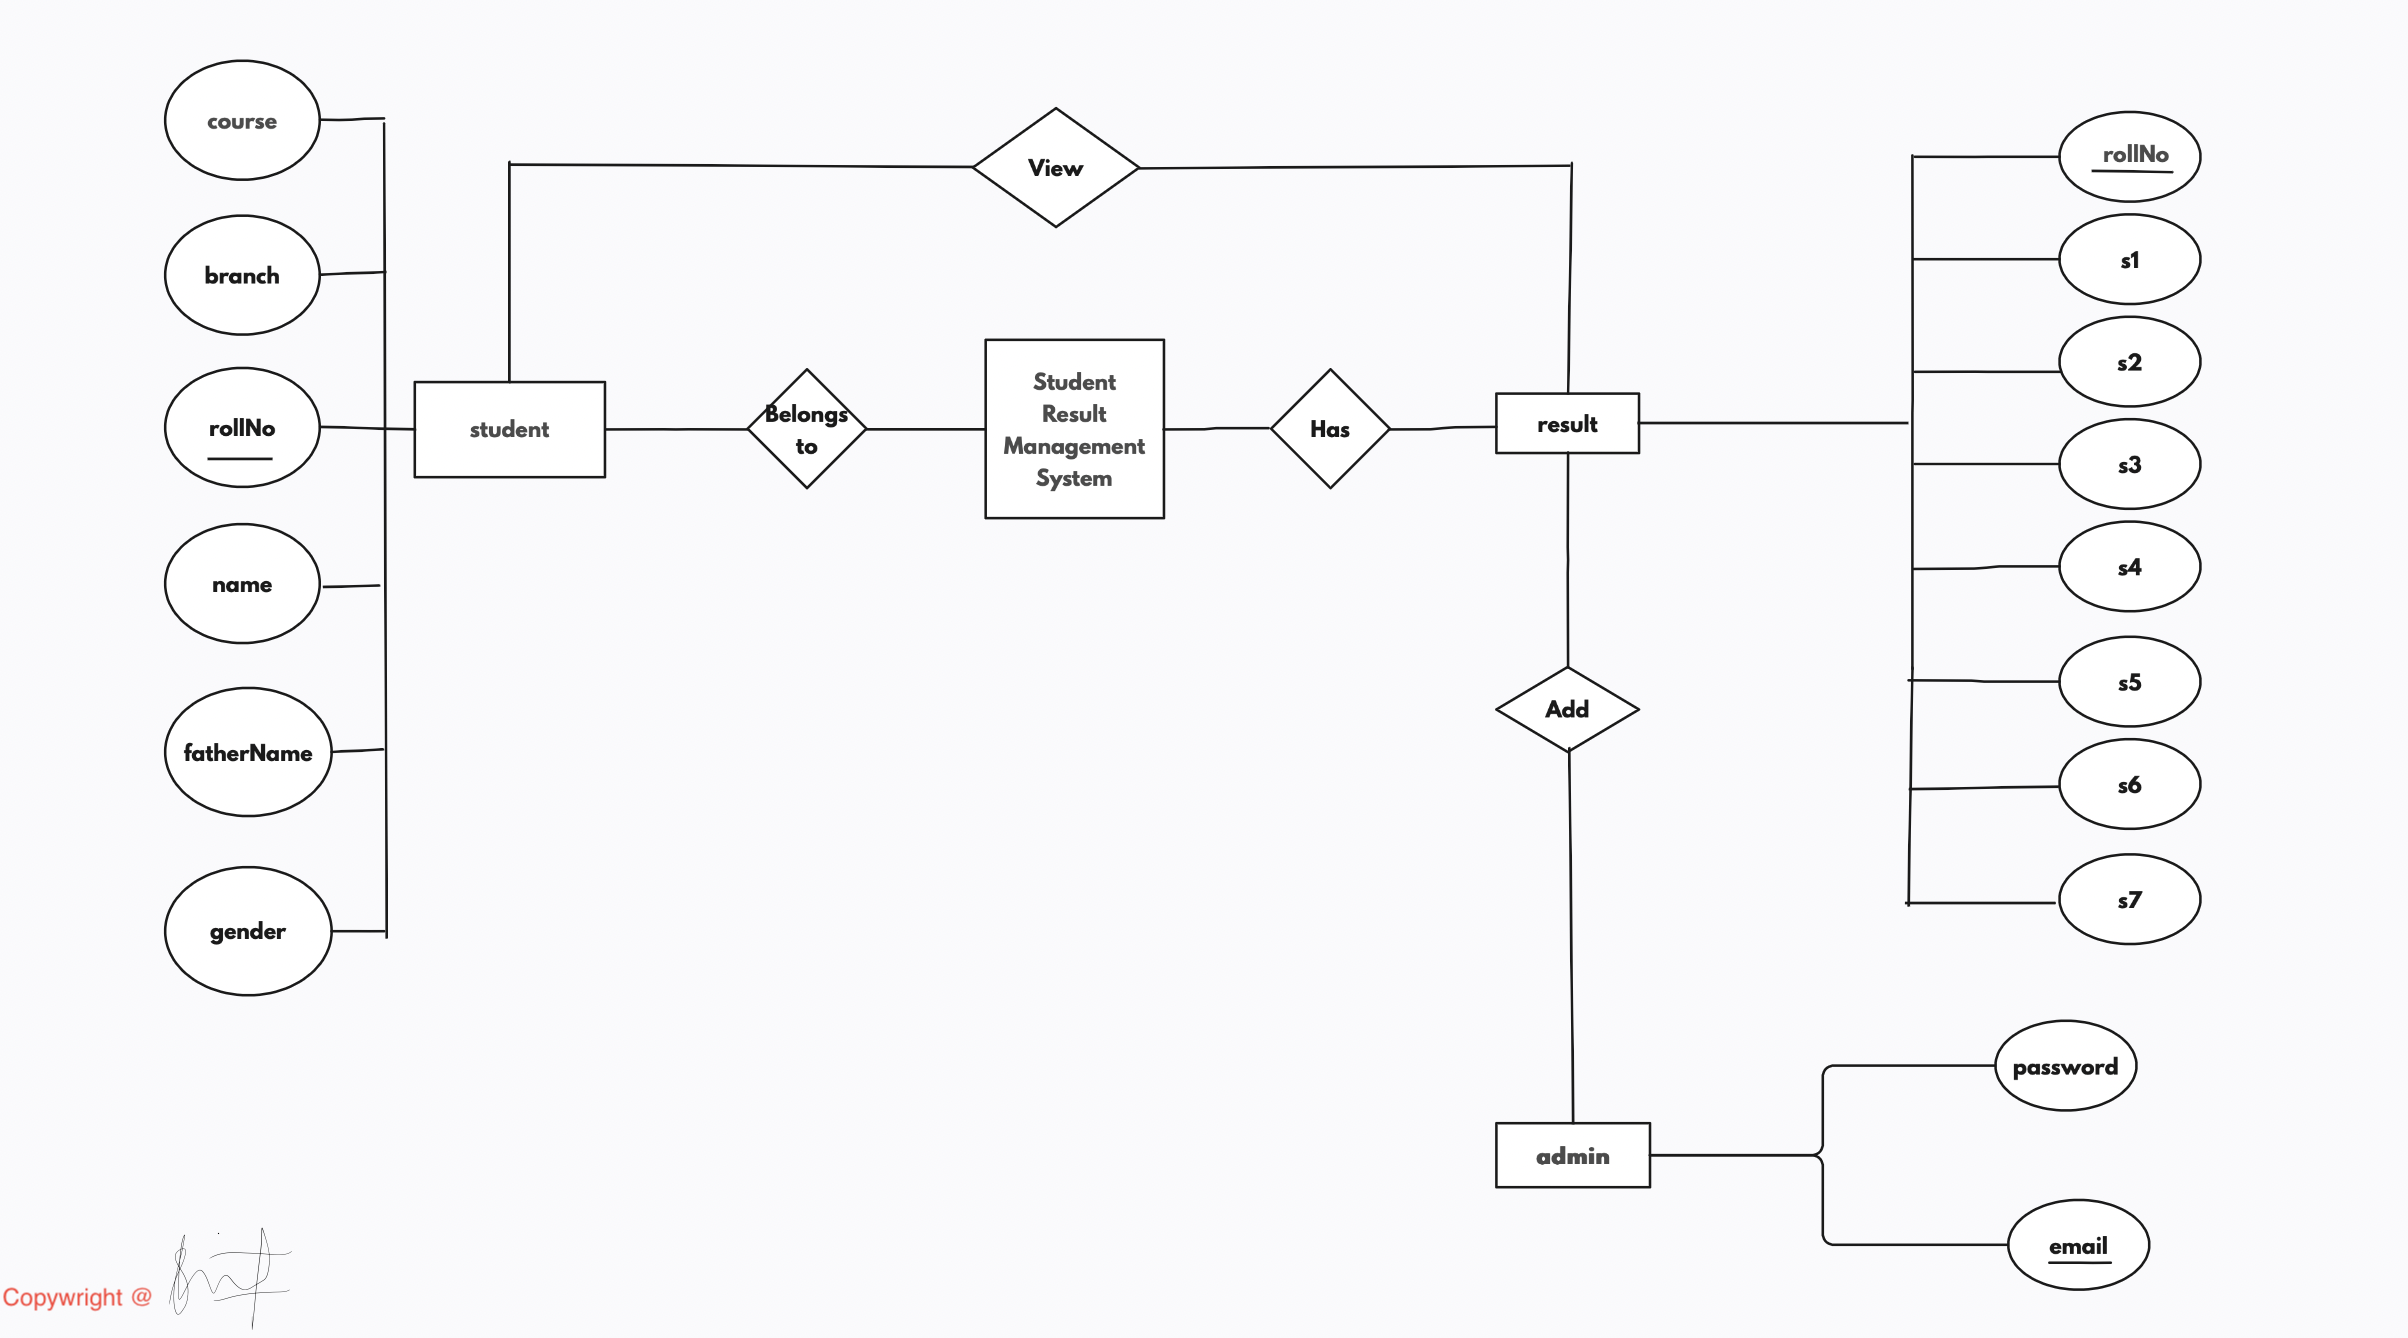 course
branch
rollNo
name
fatherName
gender
student
View
Belongs
to
Student
Result
Management
System
Has
result
Add
admin
rollNo
s1
s2
s3
s4
s5
s6
s7
password
email
Copywright @